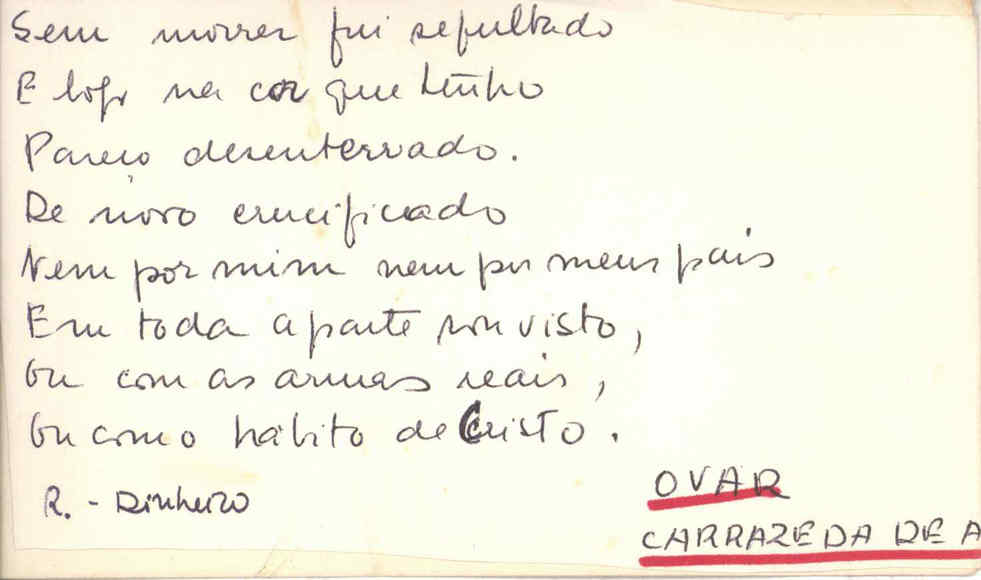 Sem morrer fui sepultado
E logo na cor que tenho
Pareço desenterrado.
De novo crucificado
Nem por mim nem por meus pais
Em toda a parte sou visto,
Ou com as armas reais,
Ou com o hábito de Cristo.
R. - Dinheiro
OVAR
CARRAZEDA DE A